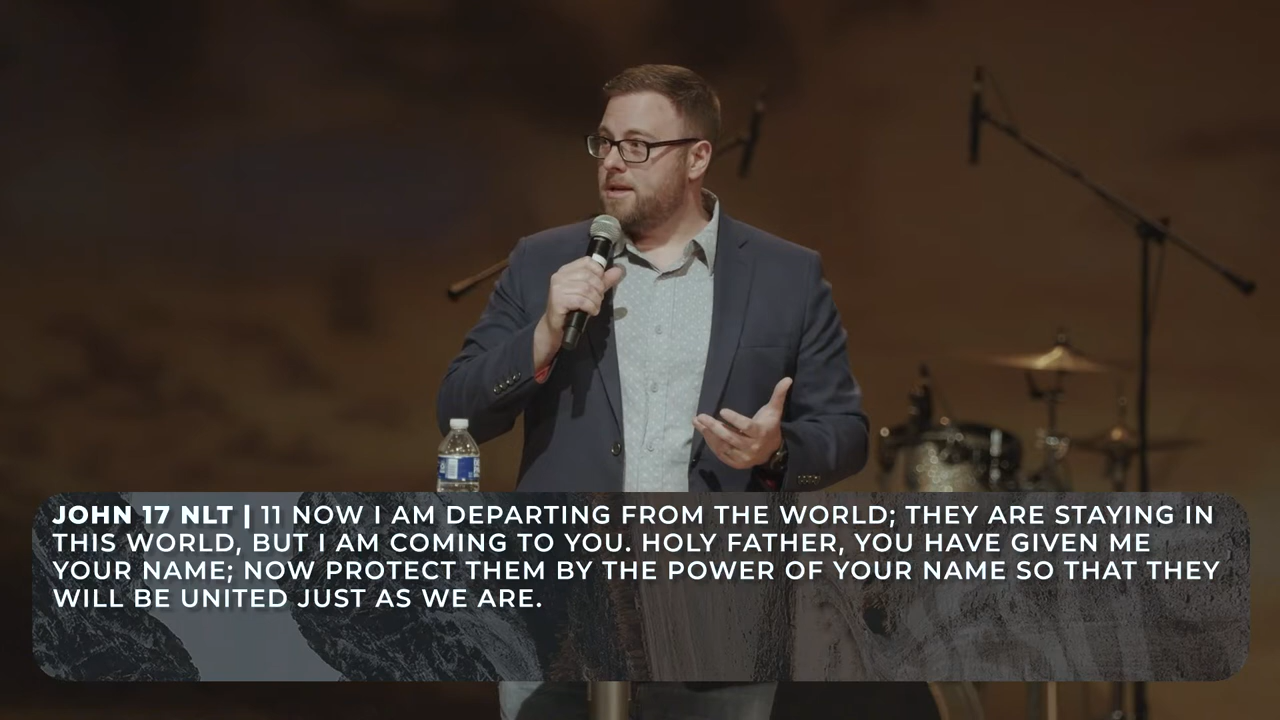 JOHN 17 NLT | 11 NOW I AM DEPARTING FROM THE WORLD; THEY ARE STAYING IN
THIS WORLD, BUT I AM COMING TO YOU. HOLY FATHER, YOU HAVE GIVEN ME
YOUR NAME; NOW PROTECT THEM BY THE POWER OF YOUR NAME SO THAT THEY
WILL BE UNITED JUST AS WE ARE.